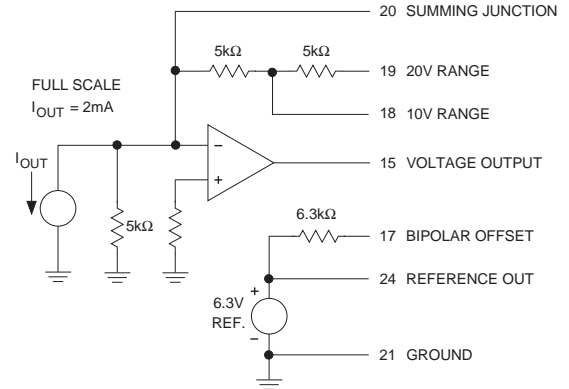 20 SUMMING JUNCTION
5kΩ 5kΩ
19 20V RANGE
FULL SCALE
I_OUT = 2mA
18 10V RANGE
I_OUT
−
15 VOLTAGE OUTPUT
+
5kΩ
6.3kΩ
17 BIPOLAR OFFSET
24 REFERENCE OUT
+
6.3V
REF.
−
21 GROUND